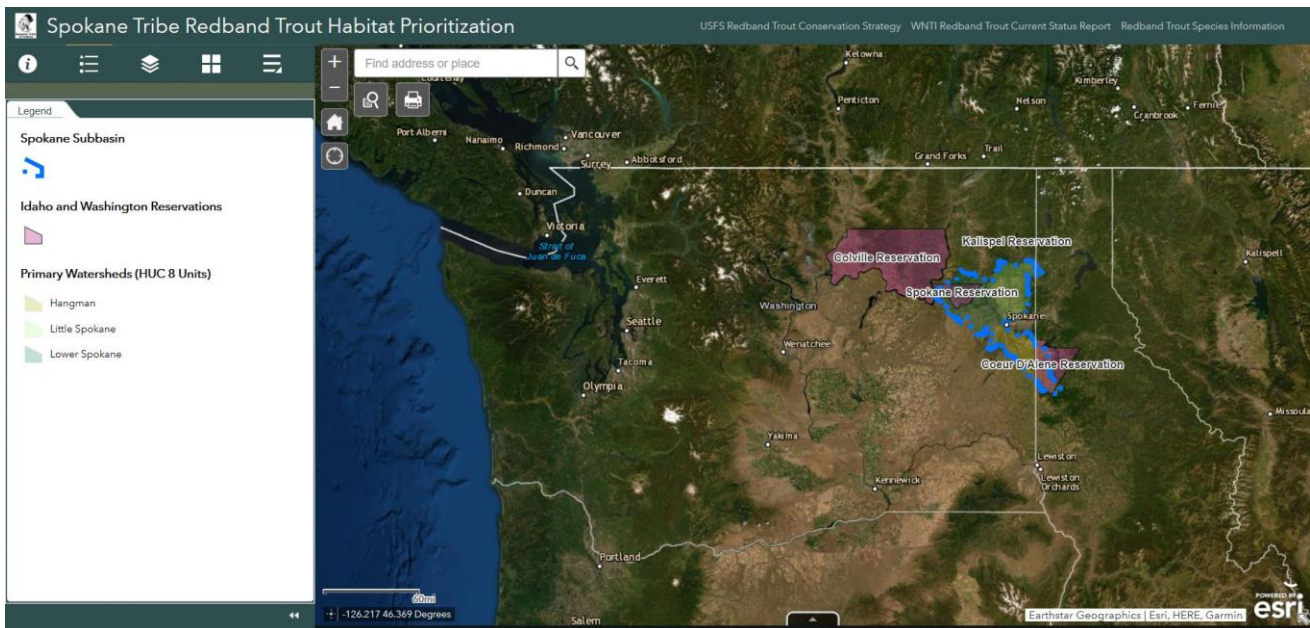 Spokane Tribe Redband Trout Habitat Prioritization
USFS Redband Trout Conservation Strategy WNTI Redband Trout Current Status Report Redband Trout Species Information
Legend
Spokane Subbasin
Idaho and Washington Reservations
Primary Watersheds (HUC 8 Units)
Hangman
Little Spokane
Lower Spokane
Find address or place
Kelowna
Kimberley
Penticton
Nelson
Fernie
Cranbrook
Port Alberni
Nanaimo
Vancouver
Richmond
Surrey
Abbotsford
Trail
Grand Forks
Duncan
Victoria
Strait of
Juan de Fuca
Kalispel Reservation
Colville Reservation
Kalispell
Everett
Spokane Reservation
Washington
Seattle
Spokane
Wenatchee
Tacoma
Coeur D'Alene Reservation
Olympia
Missoula
Yakima
Lewiston
Lewiston
Orchards
Kennewick
Portland
60mi
-126.217 46.369 Degrees
Salem
Earthstar Geographics | Esri, HERE, Garmin
POWERED BY
esri